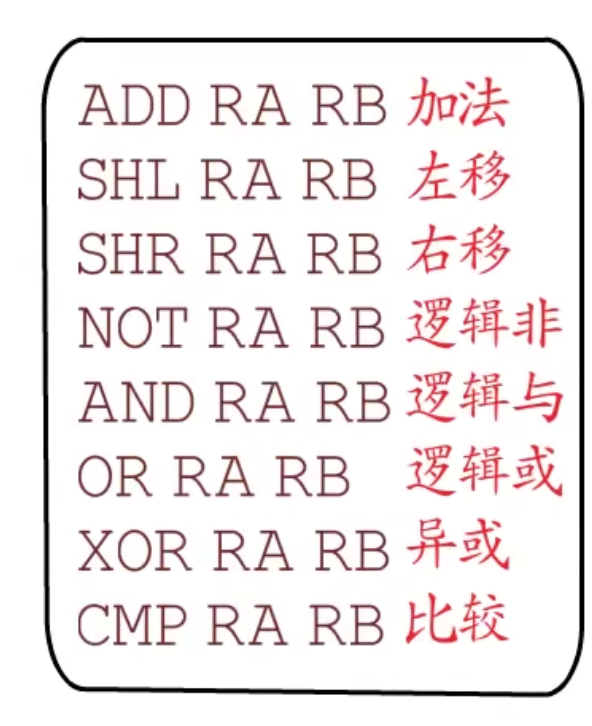 ADD RA RB 加法
SHL RA RB 左移
SHR RA RB 右移
NOT RA RB 逻辑非
AND RA RB 逻辑与
OR RA RB 逻辑或
XOR RA RB 异或
CMP RA RB 比较